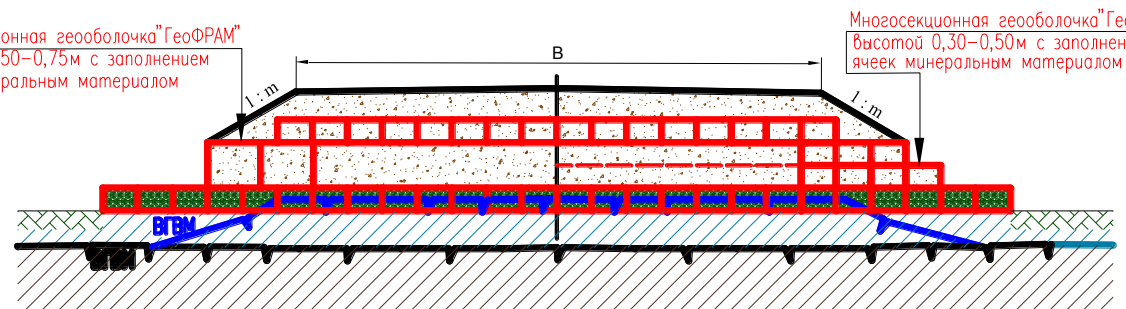 онная геооболочка"ГеоФРАМ"
50-0,75м с заполнением
ральным материалом
Многосекционная геооболочка"Гео
высотой 0,30-0,50м с заполнен
ячеек минеральным материалом
B
1:m
1:m
ВГВМ